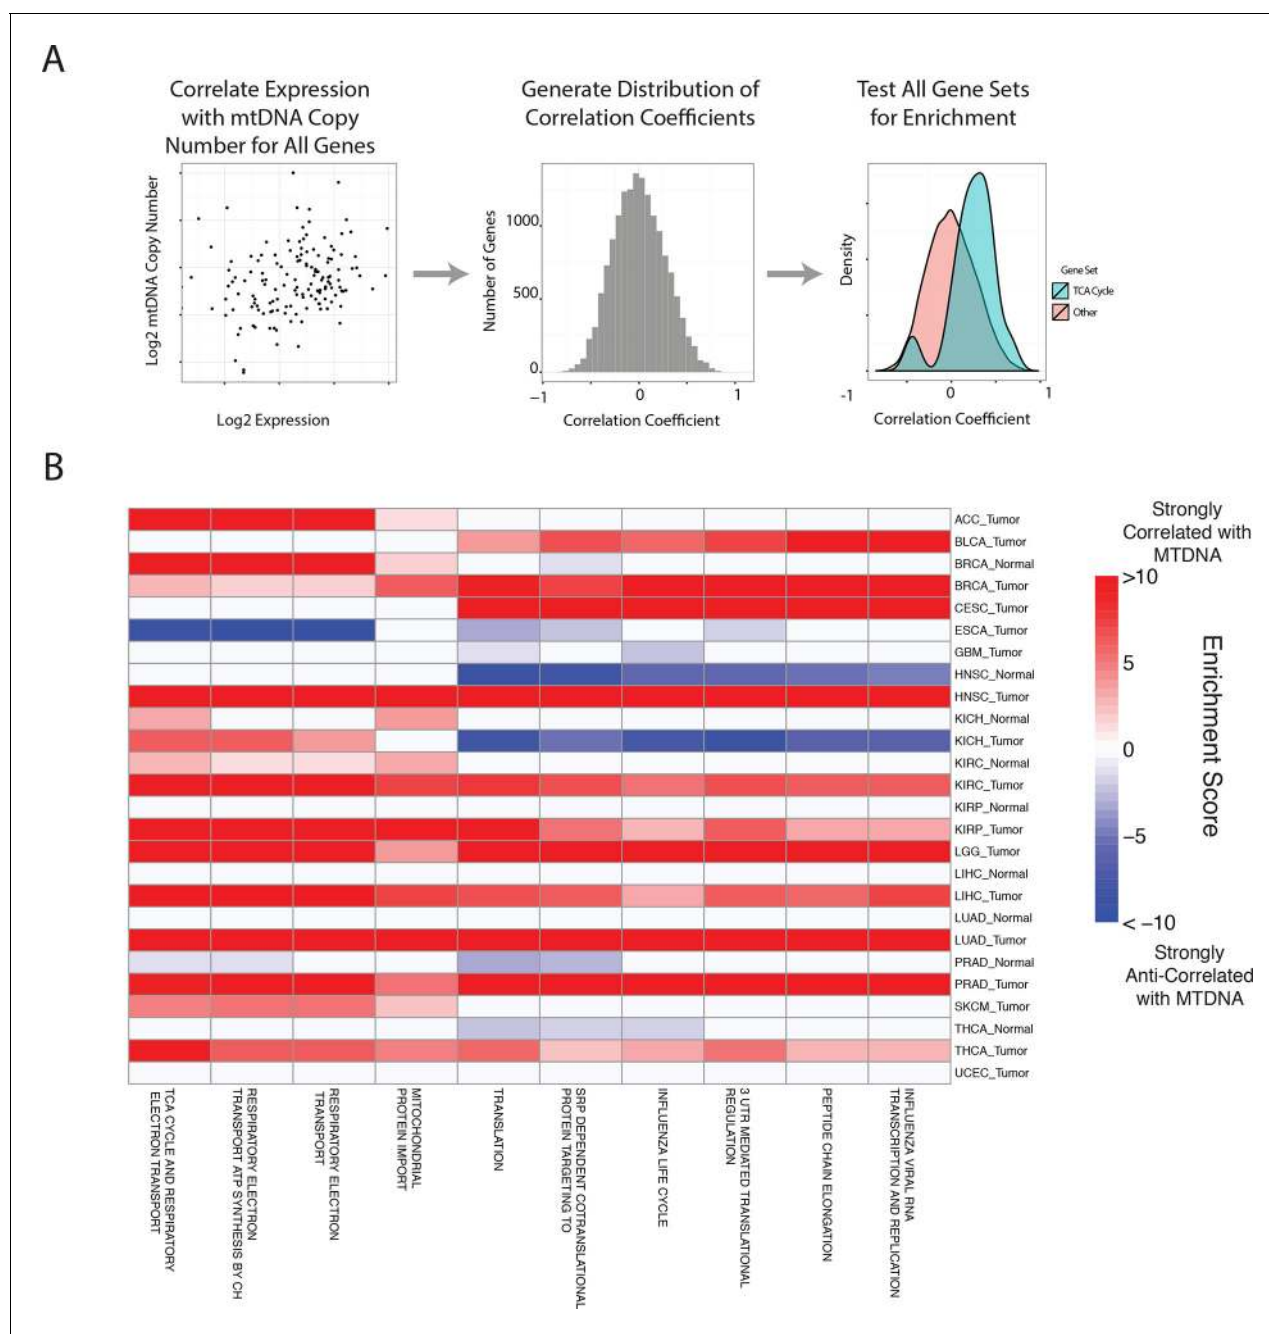 A
Correlate Expression
with mtDNA Copy
Number for All Genes
Log2 mtDNA Copy Number
Log2 Expression
Generate Distribution of
Correlation Coefficients
Number of Genes
1000
500
0
−1
0
1
Correlation Coefficient
Test All Gene Sets
for Enrichment
Density
-1
0
1
Correlation Coefficient
Gene Set
TCA Cycle
Other
B
ACC_Tumor
BLCA_Tumor
BRCA_Normal
BRCA_Tumor
CESC_Tumor
ESCA_Tumor
GBM_Tumor
HNSC_Normal
HNSC_Tumor
KICH_Normal
KICH_Tumor
KIRC_Normal
KIRC_Tumor
KIRP_Normal
KIRP_Tumor
LGG_Tumor
LIHC_Normal
LIHC_Tumor
LUAD_Normal
LUAD_Tumor
PRAD_Normal
PRAD_Tumor
SKCM_Tumor
THCA_Normal
THCA_Tumor
UCEC_Tumor
TCA CYCLE AND RESPIRATORY
ELECTRON TRANSPORT
RESPIRATORY ELECTRON
TRANSPORT ATP SYNTHESIS BY CH
RESPIRATORY ELECTRON
TRANSPORT
MITOCHONDRIAL
PROTEIN IMPORT
TRANSLATION
SRP DEPENDENT COTRANSLATIONAL
PROTEIN TARGETING TO
INFLUENZA LIFE CYCLE
3 UTR MEDIATED TRANSLATIONAL
REGULATION
PEPTIDE CHAIN ELONGATION
INFLUENZA VIRAL RNA
TRANSCRIPTION AND REPLICATION
Strongly
Correlated with
MTDNA
>10
5
0
−5
< −10
Enrichment Score
Strongly
Anti-Correlated
with MTDNA